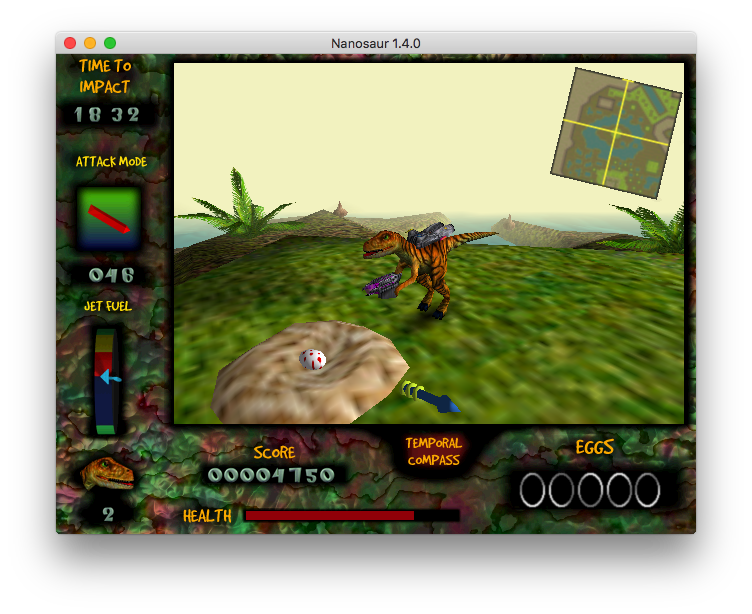 Nanosaur 1.4.0
TIME TO
IMPACT
18 32
ATTACK MODE
046
JET FUEL
SCORE
00004750
TEMPORAL
COMPASS
EGGS
2
HEALTH